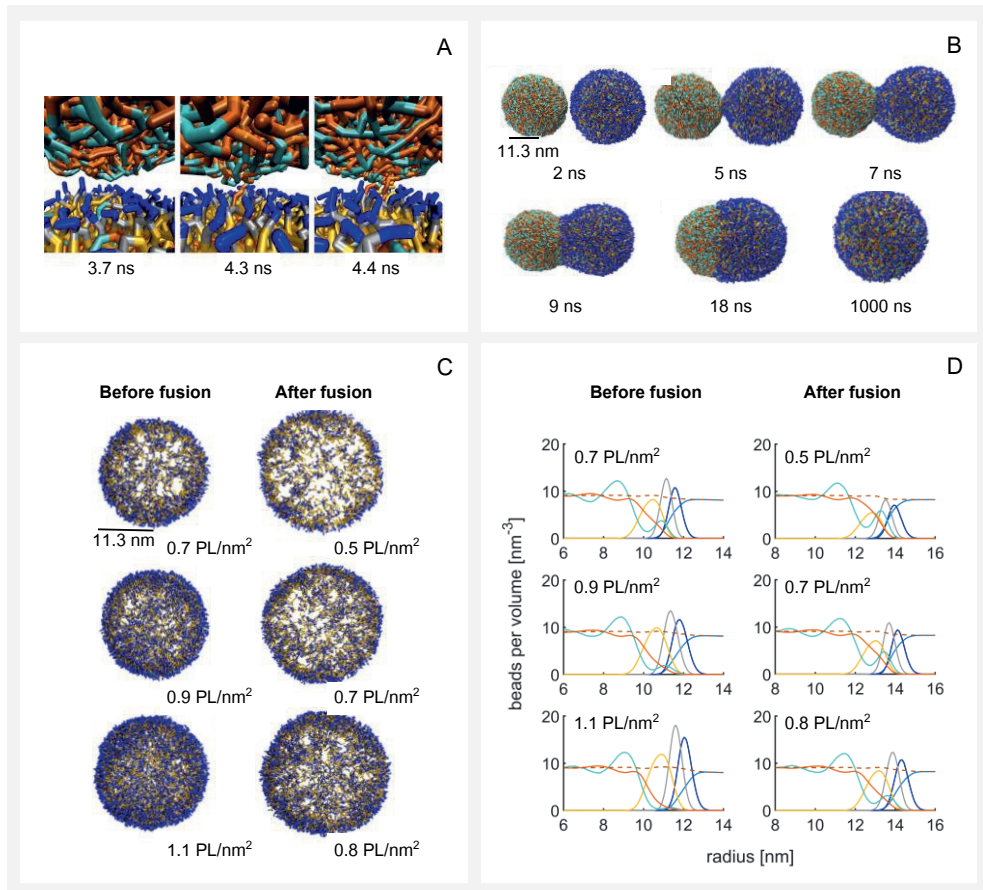 A
3.7 ns
4.3 ns
4.4 ns
B
11.3 nm
2 ns
5 ns
7 ns
9 ns
18 ns
1000 ns
C
Before fusion
After fusion
11.3 nm
0.7 PL/nm²
0.5 PL/nm²
0.9 PL/nm²
0.7 PL/nm²
1.1 PL/nm²
0.8 PL/nm²
D
Before fusion
After fusion
beads per volume [nm⁻³]
20
10
0
0.7 PL/nm²
6 8 10 12 14
20
10
0
0.5 PL/nm²
8 10 12 14 16
20
10
0
0.9 PL/nm²
6 8 10 12 14
20
10
0
0.7 PL/nm²
8 10 12 14 16
20
10
0
1.1 PL/nm²
6 8 10 12 14
20
10
0
0.8 PL/nm²
8 10 12 14 16
radius [nm]